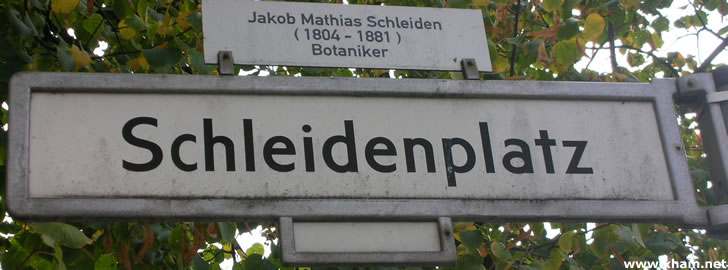 Jakob Mathias Schleiden
( 1804 - 1881 )
Botaniker
Schleidenplatz
www.kham.net